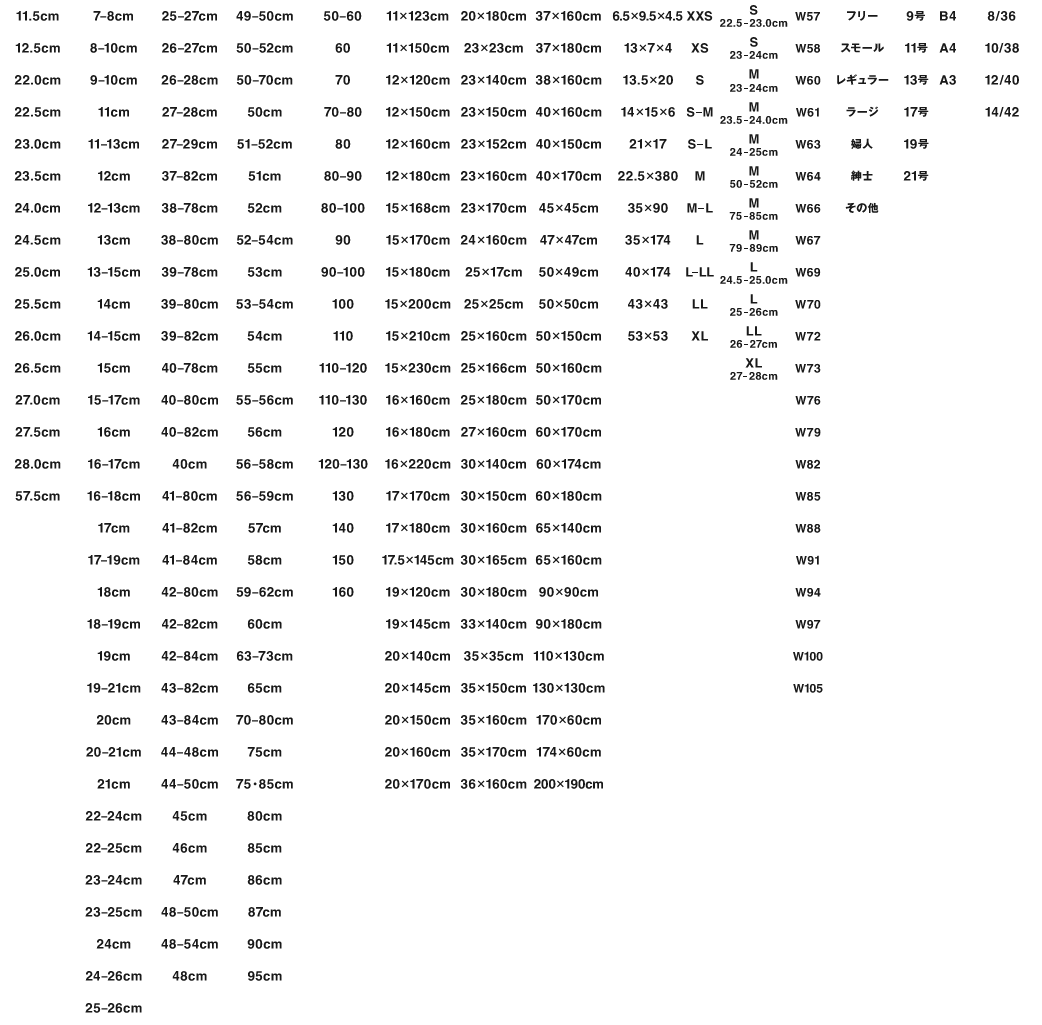 11.5cm 7–8cm 25–27cm 49–50cm 50–60 11×123cm 20×180cm 37×160cm 6.5×9.5×4.5 XXS S W57 フリー 9号 B4 8/36
22.5-23.0cm
12.5cm 8–10cm 26–27cm 50–52cm 60 11×150cm 23×23cm 37×180cm 13×7×4 XS S W58 スモール 11号 A4 10/38
23-24cm
22.0cm 9–10cm 26–28cm 50–70cm 70 12×120cm 23×140cm 38×160cm 13.5×20 S M W60 レギュラー 13号 A3 12/40
23-24cm
22.5cm 11cm 27–28cm 50cm 70–80 12×150cm 23×150cm 40×160cm 14×15×6 S–M M W61 ラージ 17号 14/42
23.5-24.0cm
23.0cm 11–13cm 27–29cm 51–52cm 80 12×160cm 23×152cm 40×150cm 21×17 S–L M W63 婦人 19号
24-25cm
23.5cm 12cm 37–82cm 51cm 80–90 12×180cm 23×160cm 40×170cm 22.5×380 M M W64 紳士 21号
50-52cm
24.0cm 12–13cm 38–78cm 52cm 80–100 15×168cm 23×170cm 45×45cm 35×90 M–L M W66 その他
75-85cm
24.5cm 13cm 38–80cm 52–54cm 90 15×170cm 24×160cm 47×47cm 35×174 L M W67
79-89cm
25.0cm 13–15cm 39–78cm 53cm 90–100 15×180cm 25×17cm 50×49cm 40×174 L–LL L W69
24.5-25.0cm
25.5cm 14cm 39–80cm 53–54cm 100 15×200cm 25×25cm 50×50cm 43×43 LL L W70
25-26cm
26.0cm 14–15cm 39–82cm 54cm 110 15×210cm 25×160cm 50×150cm 53×53 XL LL W72
26-27cm
26.5cm 15cm 40–78cm 55cm 110–120 15×230cm 25×166cm 50×160cm XL W73
27-28cm
27.0cm 15–17cm 40–80cm 55–56cm 110–130 16×160cm 25×180cm 50×170cm W76
27.5cm 16cm 40–82cm 56cm 120 16×180cm 27×160cm 60×170cm W79
28.0cm 16–17cm 40cm 56–58cm 120–130 16×220cm 30×140cm 60×174cm W82
57.5cm 16–18cm 41–80cm 56–59cm 130 17×170cm 30×150cm 60×180cm W85
17cm 41–82cm 57cm 140 17×180cm 30×160cm 65×140cm W88
17–19cm 41–84cm 58cm 150 17.5×145cm 30×165cm 65×160cm W91
18cm 42–80cm 59–62cm 160 19×120cm 30×180cm 90×90cm W94
18–19cm 42–82cm 60cm 19×145cm 33×140cm 90×180cm W97
19cm 42–84cm 63–73cm 20×140cm 35×35cm 110×130cm W100
19–21cm 43–82cm 65cm 20×145cm 35×150cm 130×130cm W105
20cm 43–84cm 70–80cm 20×150cm 35×160cm 170×60cm
20–21cm 44–48cm 75cm 20×160cm 35×170cm 174×60cm
21cm 44–50cm 75・85cm 20×170cm 36×160cm 200×190cm
22–24cm 45cm 80cm
22–25cm 46cm 85cm
23–24cm 47cm 86cm
23–25cm 48–50cm 87cm
24cm 48–54cm 90cm
24–26cm 48cm 95cm
25–26cm